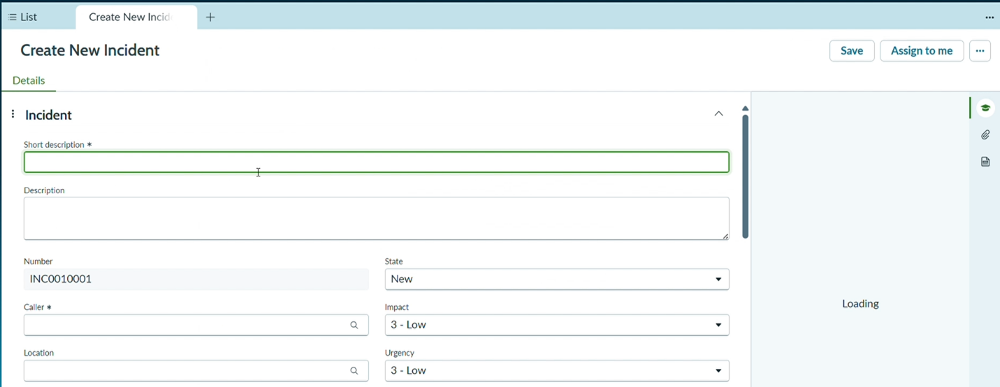 List
Create New Incid
Create New Incident
Save
Assign to me
Details
Incident
Short description *
Description
Number
INC0010001
State
New
Caller *
Impact
3 - Low
Location
Urgency
3 - Low
Loading